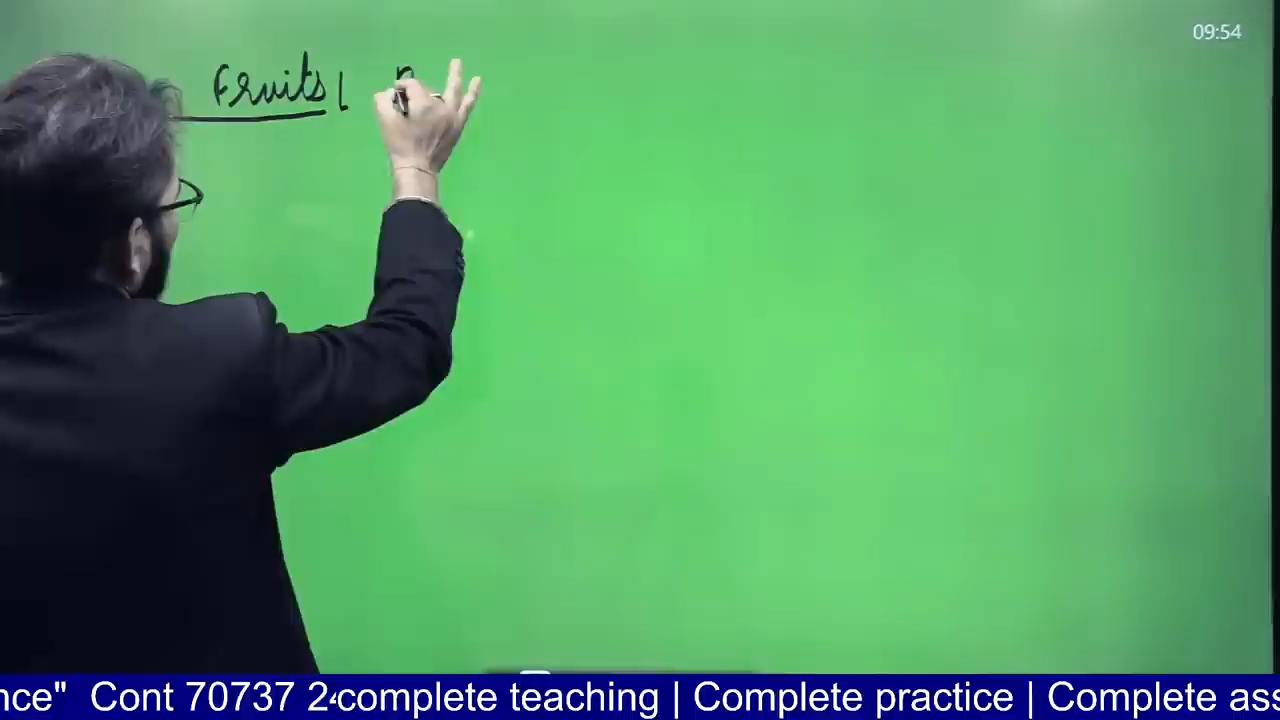 09:54
Fruits
nce" Cont 70737 2complete teaching | Complete practice | Complete ass